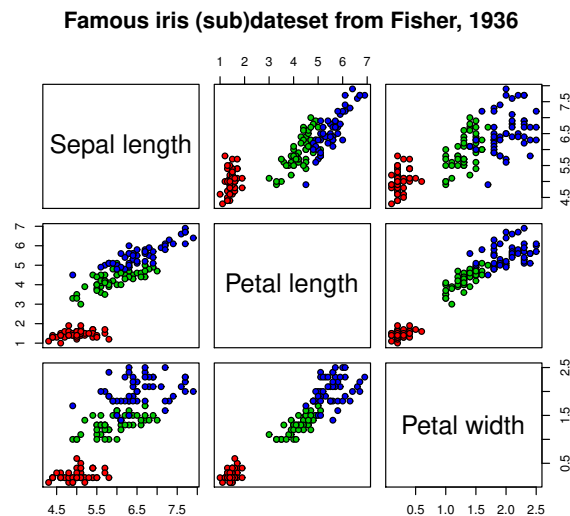 Famous iris (sub)dateset from Fisher, 1936
1 2 3 4 5 6 7
Sepal length
4.5 5.5 6.5 7.5
1 2 3 4 5 6 7
Petal length
Petal width
0.5 1.5 2.5
4.5 5.5 6.5 7.5
0.5 1.0 1.5 2.0 2.5